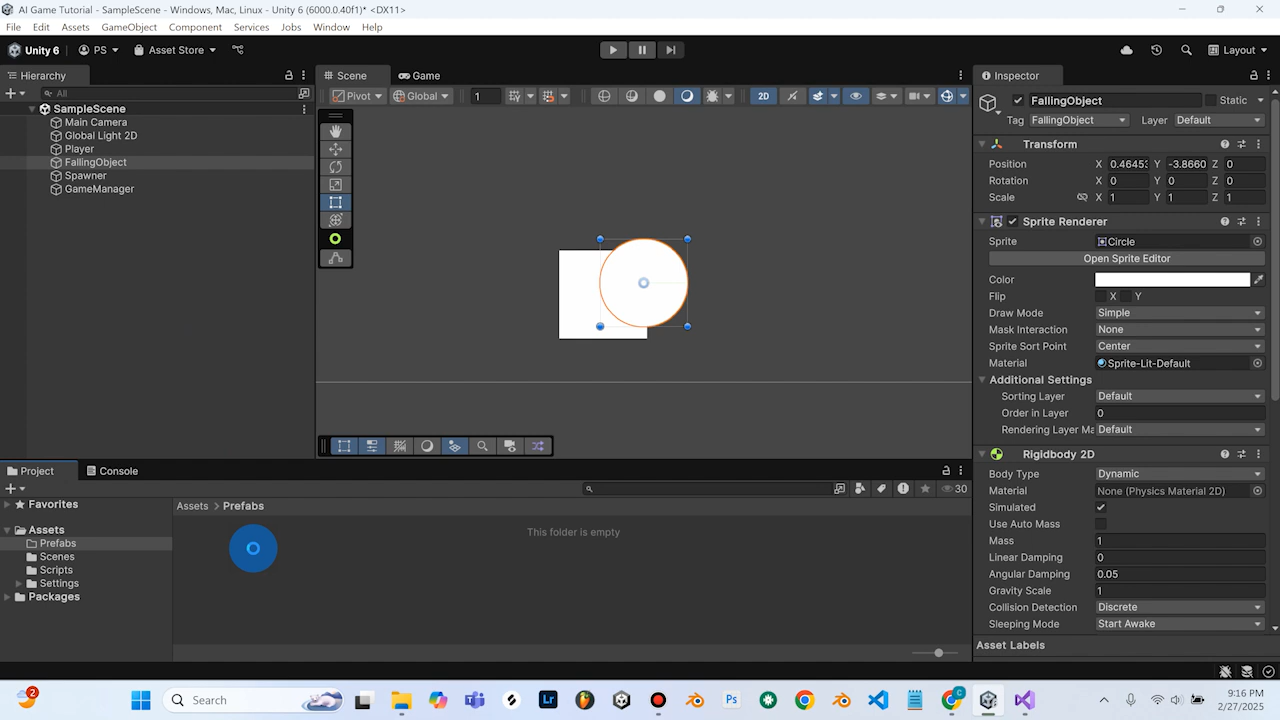 AI Game Tutorial - SampleScene - Windows, Mac, Linux - Unity 6 (6000.0.40f1)* <DX11>
File Edit Assets GameObject Component Services Jobs Window Help
Unity 6 PS Asset Store Layout
Hierarchy
All
SampleScene
Main Camera
Global Light 2D
Player
FallingObject
Spawner
GameManager
Scene Game
Pivot Global 1 2D
Inspector
FallingObject Static
Tag FallingObject Layer Default
Transform
Position X 0.46453 Y -3.8660 Z 0
Rotation X 0 Y 0 Z 0
Scale X 1 Y 1 Z 1
Sprite Renderer
Sprite Circle
Open Sprite Editor
Color
Flip X Y
Draw Mode Simple
Mask Interaction None
Sprite Sort Point Center
Material Sprite-Lit-Default
Additional Settings
Sorting Layer Default
Order in Layer 0
Rendering Layer Ma Default
Rigidbody 2D
Body Type Dynamic
Material None (Physics Material 2D)
Simulated
Use Auto Mass
Mass 1
Linear Damping 0
Angular Damping 0.05
Gravity Scale 1
Collision Detection Discrete
Sleeping Mode Start Awake
Asset Labels
Project Console
30
Favorites
Assets
Prefabs
Scenes
Scripts
Settings
Packages
Assets > Prefabs
This folder is empty
2
Search
Lr
Ps
C
9:16 PM
2/27/2025